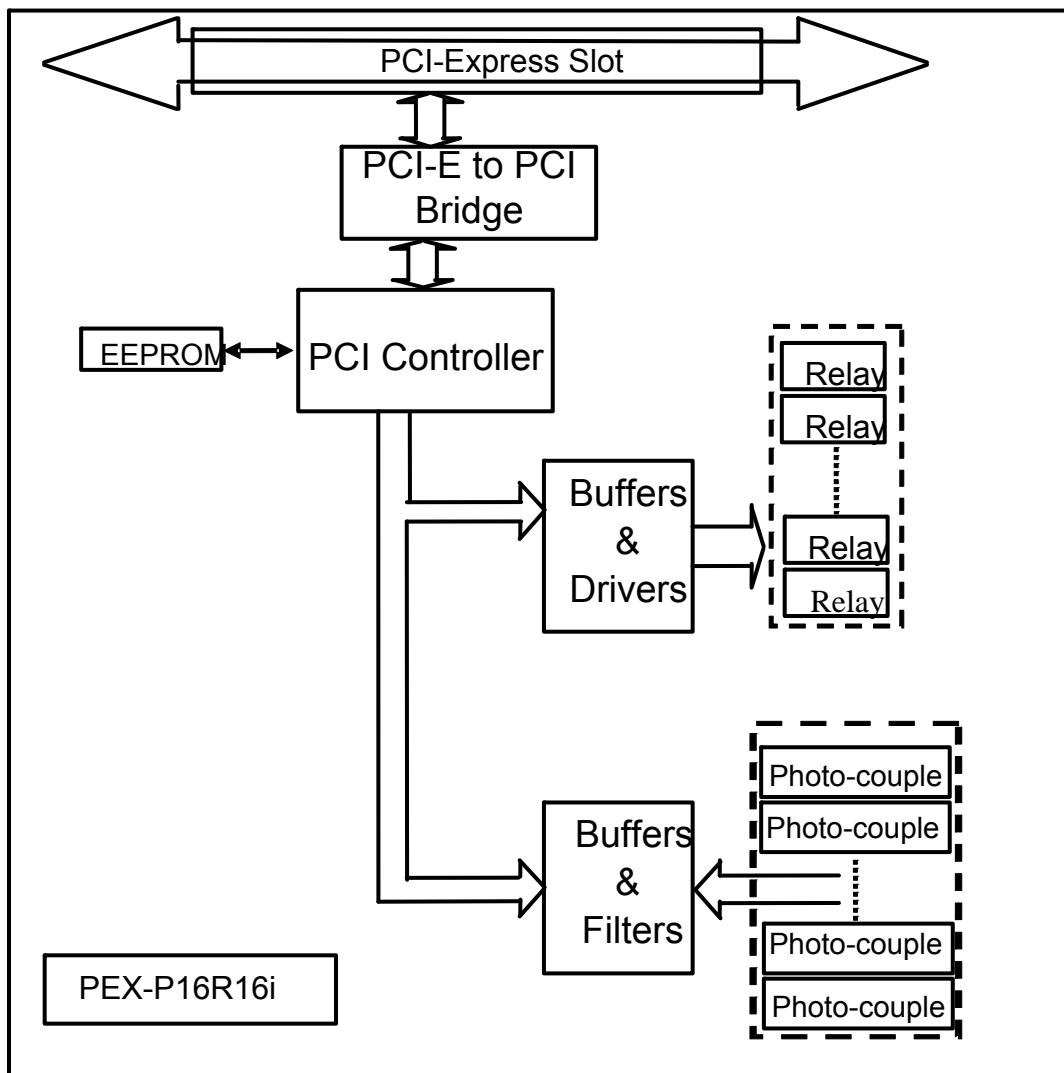 PCI-Express Slot
PCI-E to PCI
Bridge
EEPROM
PCI Controller
Relay
Relay
Relay
Relay
Buffers
&
Drivers
Photo-couple
Photo-couple
Photo-couple
Photo-couple
Buffers
&
Filters
PEX-P16R16i